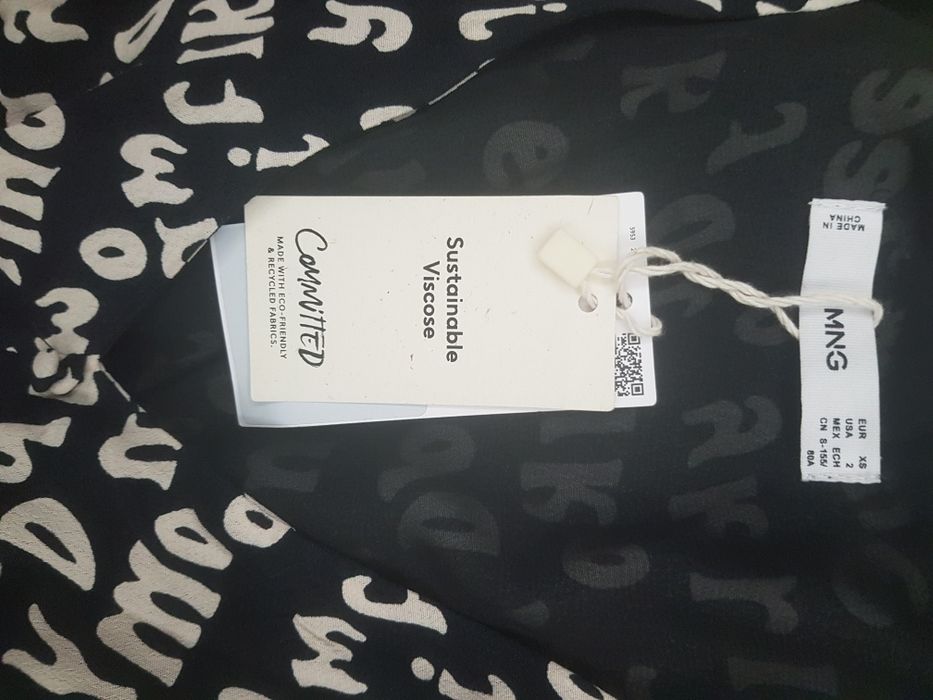 Sustainable
Viscose
COMMITTED
MADE WITH ECO-FRIENDLY
& RECYCLED FABRICS.
5953
MADE IN
CHINA
MNG
EUR XS
USA 2
MEX ECH
CN S-155/
80A